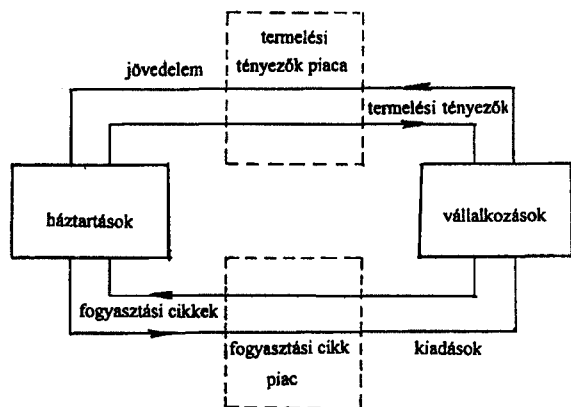 termelési
tényezők piaca
jövedelem
termelési tényezők
háztartások
vállalkozások
fogyasztási cikkek
fogyasztási cikk
kiadások
piac